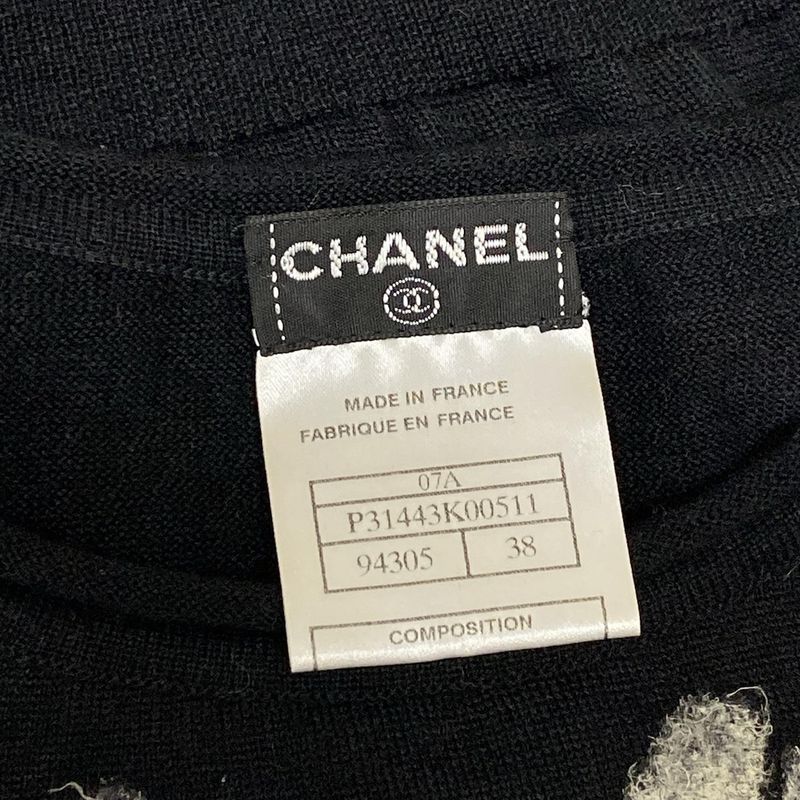 CHANEL
MADE IN FRANCE
FABRIQUE EN FRANCE
07A
P31443K00511
94305 38
COMPOSITION